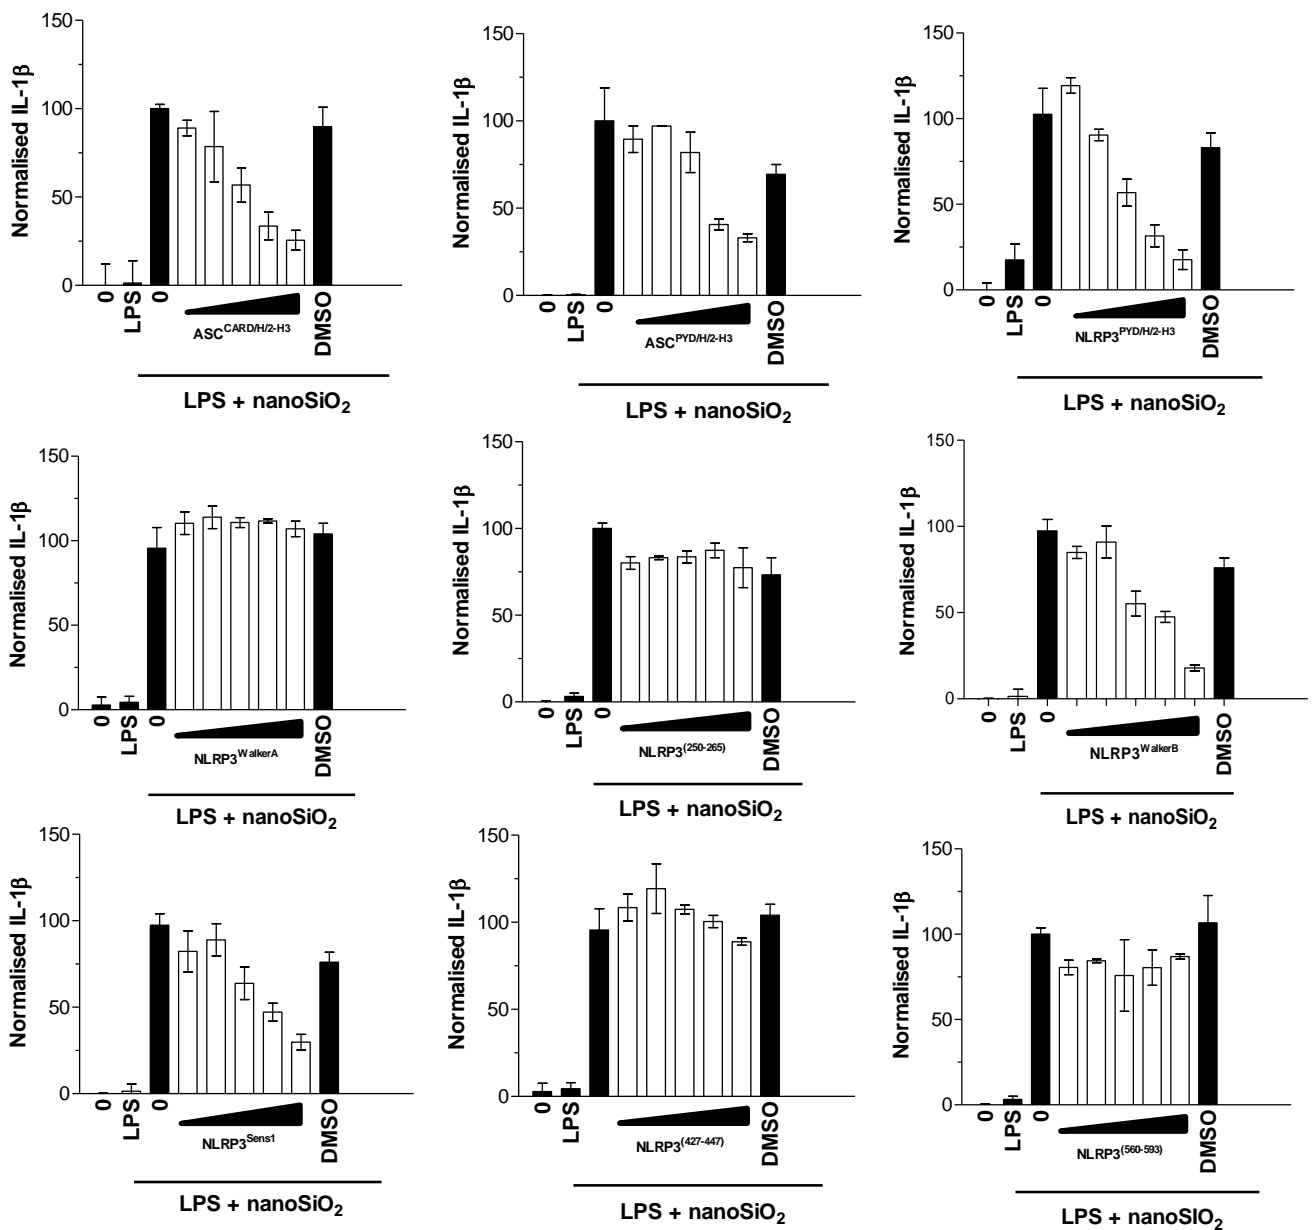 150
100
50
0
Normalised IL-1β
0
LPS
0
ASC^CARD/H/2-H3
DMSO
LPS + nanoSiO₂
150
100
50
0
Normalised IL-1β
0
LPS
0
ASC^PYD/H/2-H3
DMSO
LPS + nanoSiO₂
150
100
50
0
Normalised IL-1β
0
LPS
0
NLRP3^PYD/H/2-H3
DMSO
LPS + nanoSiO₂
150
100
50
0
Normalised IL-1β
0
LPS
0
NLRP3^WalkerA
DMSO
LPS + nanoSiO₂
150
100
50
0
Normalised IL-1β
0
LPS
0
NLRP3^(250-265)
DMSO
LPS + nanoSiO₂
150
100
50
0
Normalised IL-1β
0
LPS
0
NLRP3^WalkerB
DMSO
LPS + nanoSiO₂
150
100
50
0
Normalised IL-1β
0
LPS
0
NLRP3^Sens1
DMSO
LPS + nanoSiO₂
150
100
50
0
Normalised IL-1β
0
LPS
0
NLRP3^(427-447)
DMSO
LPS + nanoSiO₂
150
100
50
0
Normalised IL-1β
0
LPS
0
NLRP3^(560-593)
DMSO
LPS + nanoSIO₂